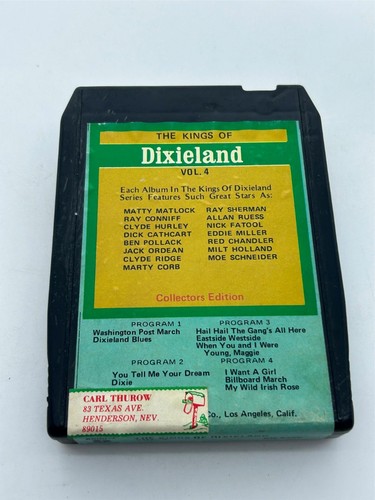 THE KINGS OF
Dixieland
VOL. 4
Each Album In The Kings Of Dixieland
Series Features Such Great Stars As:
MATTY MATLOCK
RAY CONNIFF
CLYDE HURLEY
DICK CATHCART
BEN POLLACK
JACK ORDEAN
CLYDE RIDGE
MARTY CORB
RAY SHERMAN
ALLAN RUESS
NICK FATOOL
EDDIE MILLER
RED CHANDLER
MILT HOLLAND
MOE SCHNEIDER
Collectors Edition
PROGRAM 1
Washington Post March
Dixieland Blues
PROGRAM 2
You Tell Me Your Dream
Dixie
PROGRAM 3
Hail Hail The Gang's All Here
Eastside Westside
When You and I Were
Young, Maggie
PROGRAM 4
I Want A Girl
Billboard March
My Wild Irish Rose
Co., Los Angeles, Calif.
CARL THUROW
83 TEXAS AVE.
HENDERSON, NEV.
89015